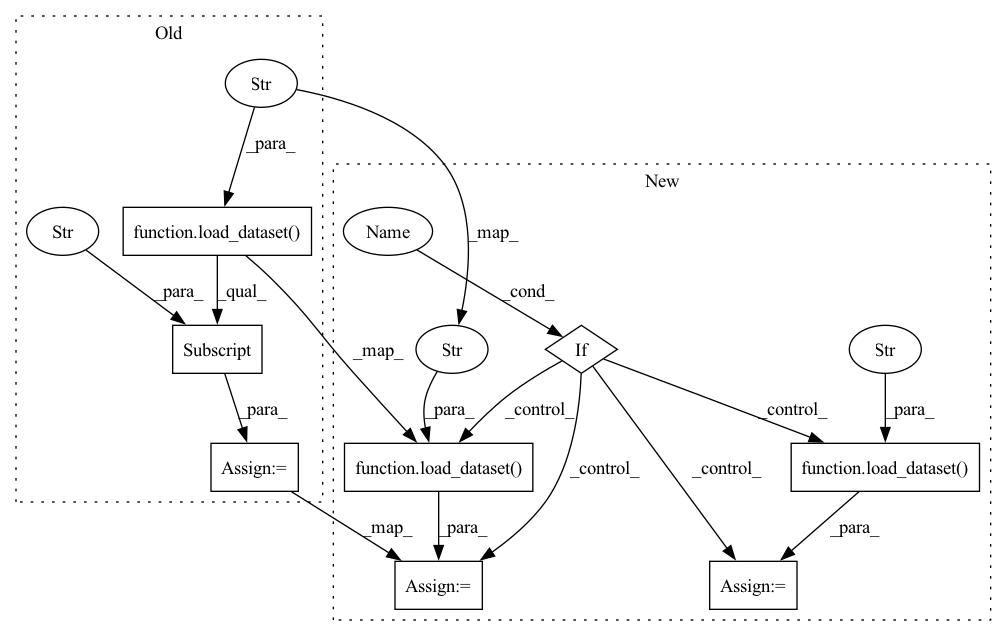 Old
Str
_para_
New
Str
function.load_dataset()
Name
_map_
_para_
_qual_
_cond_
Subscript
_map_
Str
If
Str
_para_
_para_
_control_
_control_
_para_
Assign:=
function.load_dataset()
_control_
_control_
function.load_dataset()
_map_
_para_
_para_
Assign:=
Assign:=